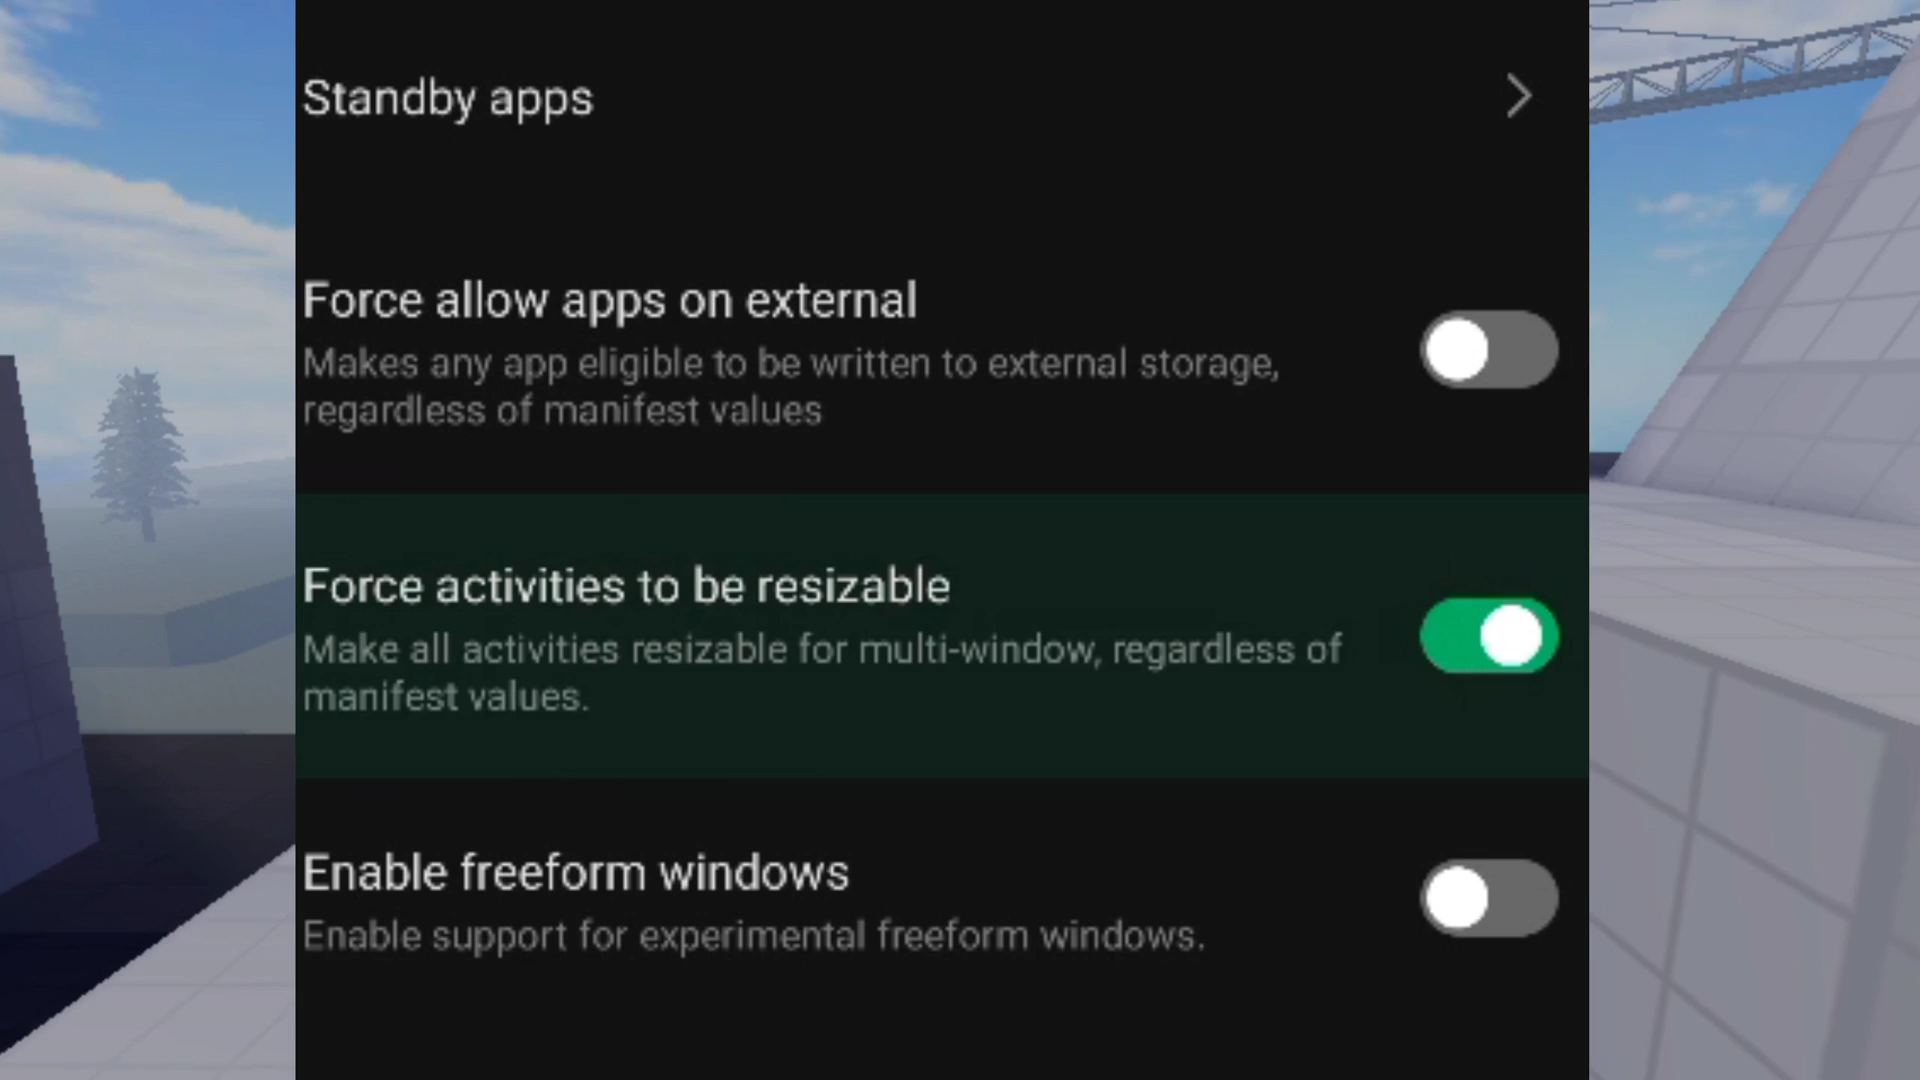 Standby apps
Force allow apps on external
Makes any app eligible to be written to external storage,
regardless of manifest values
Force activities to be resizable
Make all activities resizable for multi-window, regardless of
manifest values.
Enable freeform windows
Enable support for experimental freeform windows.